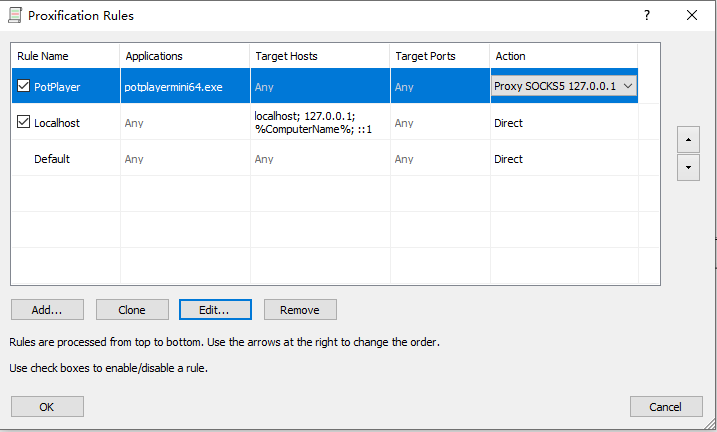 Proxification Rules
Rule Name Applications Target Hosts Target Ports Action
PotPlayer potplayermini64.exe Any Any Proxy SOCKS5 127.0.0.1
Localhost Any localhost; 127.0.0.1; %ComputerName%; ::1 Any Direct
Default Any Any Any Direct
Add... Clone Edit... Remove
Rules are processed from top to bottom. Use the arrows at the right to change the order.
Use check boxes to enable/disable a rule.
OK Cancel